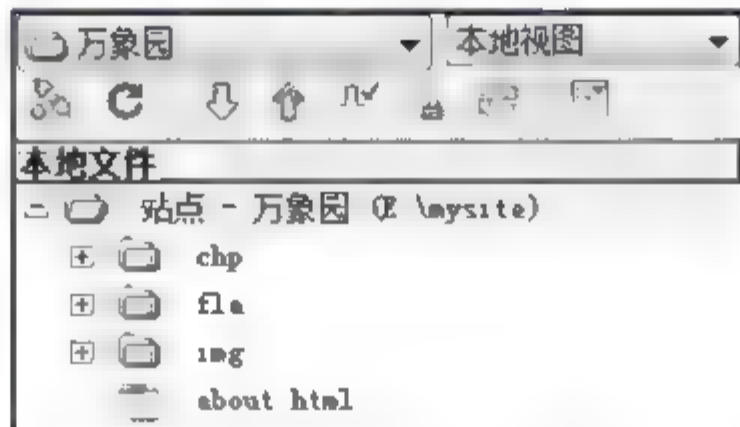 万象园 本地视图
本地文件
站点 - 万象园 (E \mysite)
chp
fla
img
about html